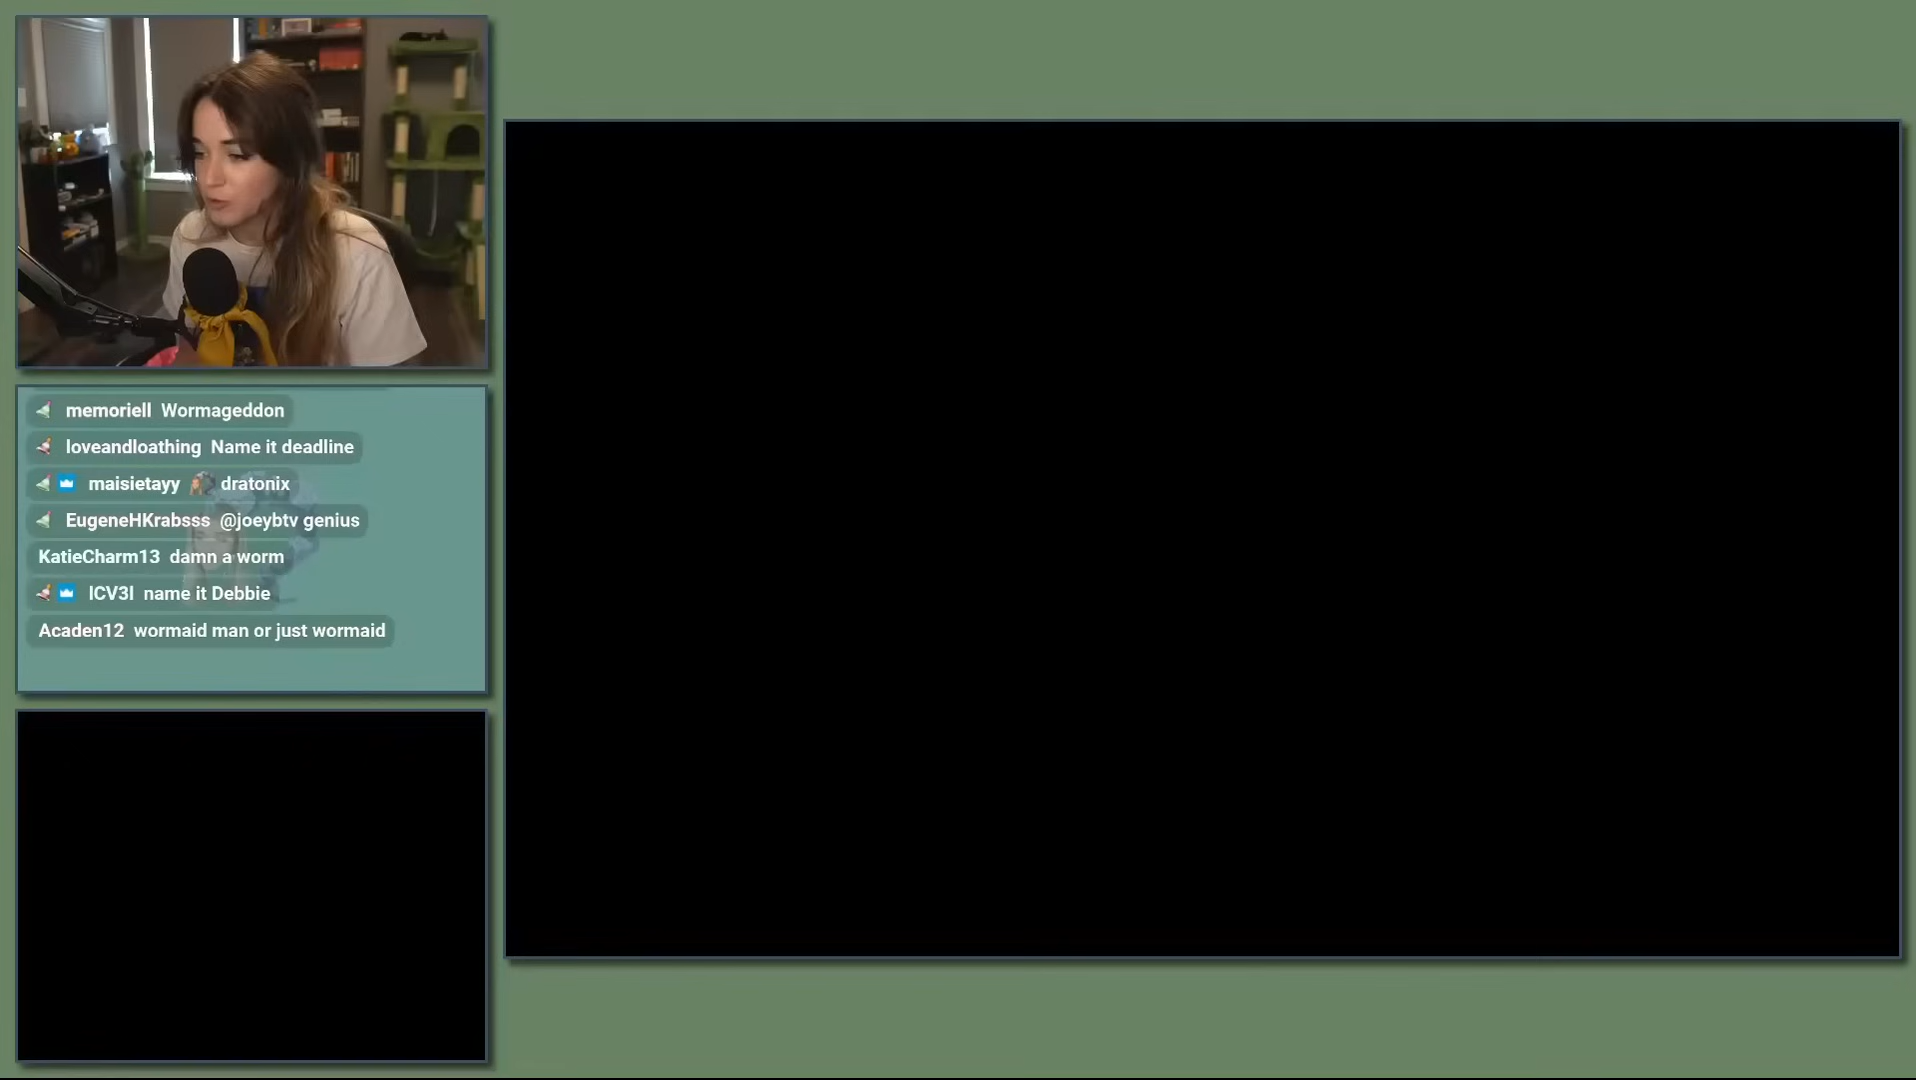 memoriell Wormageddon
loveandloathing Name it deadline
maisietayy dratonix
EugeneHKrabsss @joeybtv genius
KatieCharm13 damn a worm
ICV3I name it Debbie
Acaden12 wormaid man or just wormaid